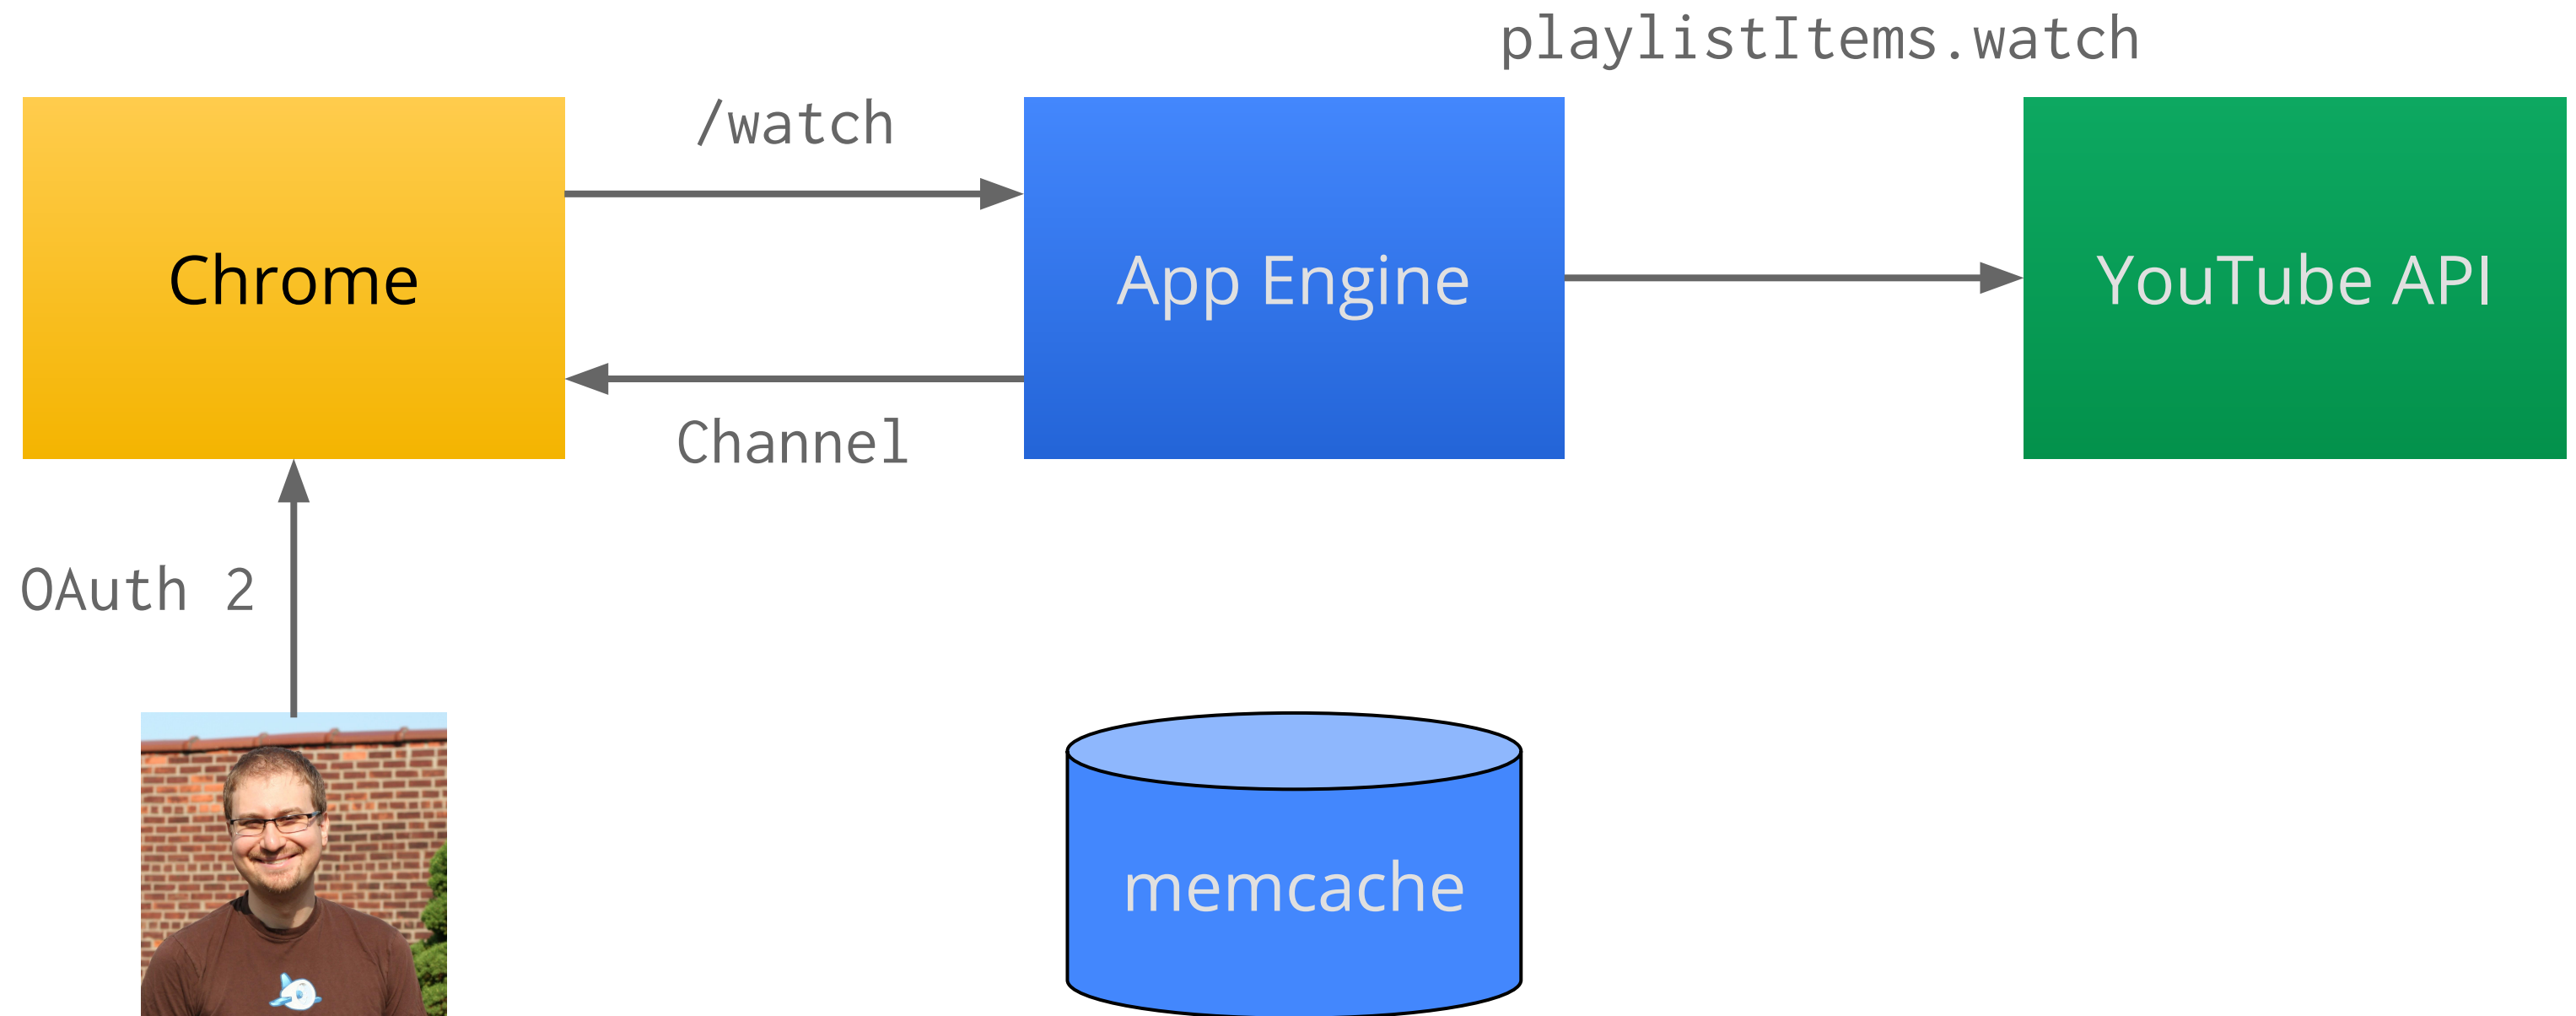 playlistItems.watch
/watch
Chrome
App Engine
YouTube API
Channel
OAuth 2
memcache